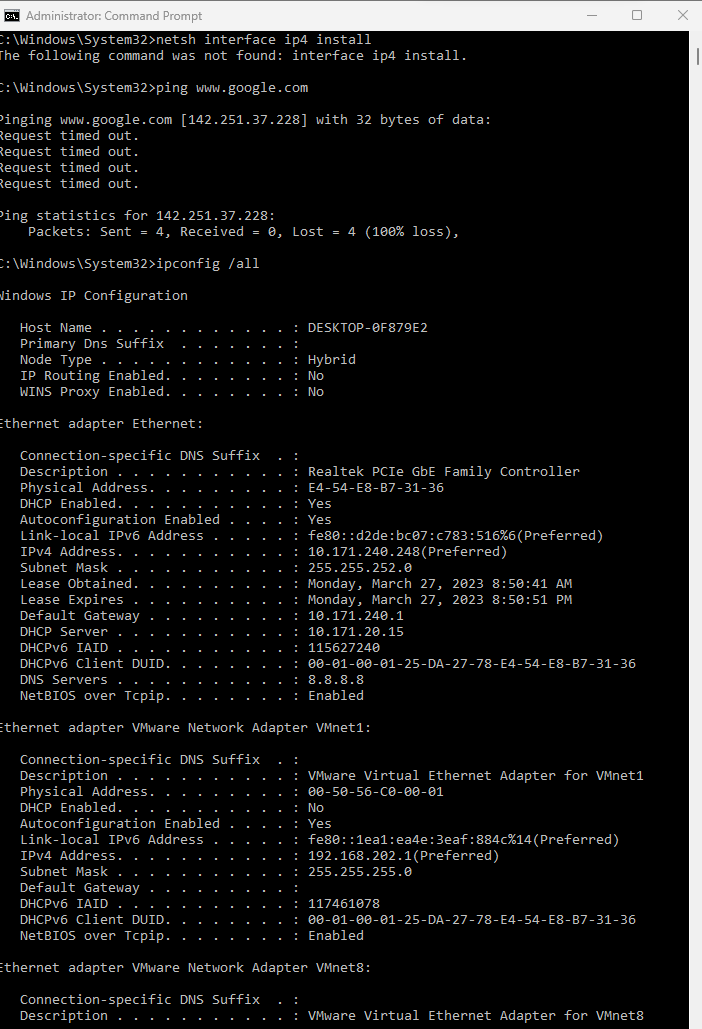 Administrator: Command Prompt
C:\Windows\System32>netsh interface ip4 install
The following command was not found: interface ip4 install.
C:\Windows\System32>ping www.google.com
Pinging www.google.com [142.251.37.228] with 32 bytes of data:
Request timed out.
Request timed out.
Request timed out.
Request timed out.
Ping statistics for 142.251.37.228:
    Packets: Sent = 4, Received = 0, Lost = 4 (100% loss),
C:\Windows\System32>ipconfig /all
Windows IP Configuration
   Host Name . . . . . . . . . . . . : DESKTOP-0F879E2
   Primary Dns Suffix  . . . . . . . :
   Node Type . . . . . . . . . . . . : Hybrid
   IP Routing Enabled. . . . . . . . : No
   WINS Proxy Enabled. . . . . . . . : No
Ethernet adapter Ethernet:
   Connection-specific DNS Suffix  . :
   Description . . . . . . . . . . . : Realtek PCIe GbE Family Controller
   Physical Address. . . . . . . . . : E4-54-E8-B7-31-36
   DHCP Enabled. . . . . . . . . . . : Yes
   Autoconfiguration Enabled . . . . : Yes
   Link-local IPv6 Address . . . . . : fe80::d2de:bc07:c783:516%6(Preferred)
   IPv4 Address. . . . . . . . . . . : 10.171.240.248(Preferred)
   Subnet Mask . . . . . . . . . . . : 255.255.252.0
   Lease Obtained. . . . . . . . . . : Monday, March 27, 2023 8:50:41 AM
   Lease Expires . . . . . . . . . . : Monday, March 27, 2023 8:50:51 PM
   Default Gateway . . . . . . . . . : 10.171.240.1
   DHCP Server . . . . . . . . . . . : 10.171.20.15
   DHCPv6 IAID . . . . . . . . . . . : 115627240
   DHCPv6 Client DUID. . . . . . . . : 00-01-00-01-25-DA-27-78-E4-54-E8-B7-31-36
   DNS Servers . . . . . . . . . . . : 8.8.8.8
   NetBIOS over Tcpip. . . . . . . . : Enabled
Ethernet adapter VMware Network Adapter VMnet1:
   Connection-specific DNS Suffix  . :
   Description . . . . . . . . . . . : VMware Virtual Ethernet Adapter for VMnet1
   Physical Address. . . . . . . . . : 00-50-56-C0-00-01
   DHCP Enabled. . . . . . . . . . . : No
   Autoconfiguration Enabled . . . . : Yes
   Link-local IPv6 Address . . . . . : fe80::1ea1:ea4e:3eaf:884c%14(Preferred)
   IPv4 Address. . . . . . . . . . . : 192.168.202.1(Preferred)
   Subnet Mask . . . . . . . . . . . : 255.255.255.0
   Default Gateway . . . . . . . . . :
   DHCPv6 IAID . . . . . . . . . . . : 117461078
   DHCPv6 Client DUID. . . . . . . . : 00-01-00-01-25-DA-27-78-E4-54-E8-B7-31-36
   NetBIOS over Tcpip. . . . . . . . : Enabled
Ethernet adapter VMware Network Adapter VMnet8:
   Connection-specific DNS Suffix  . :
   Description . . . . . . . . . . . : VMware Virtual Ethernet Adapter for VMnet8